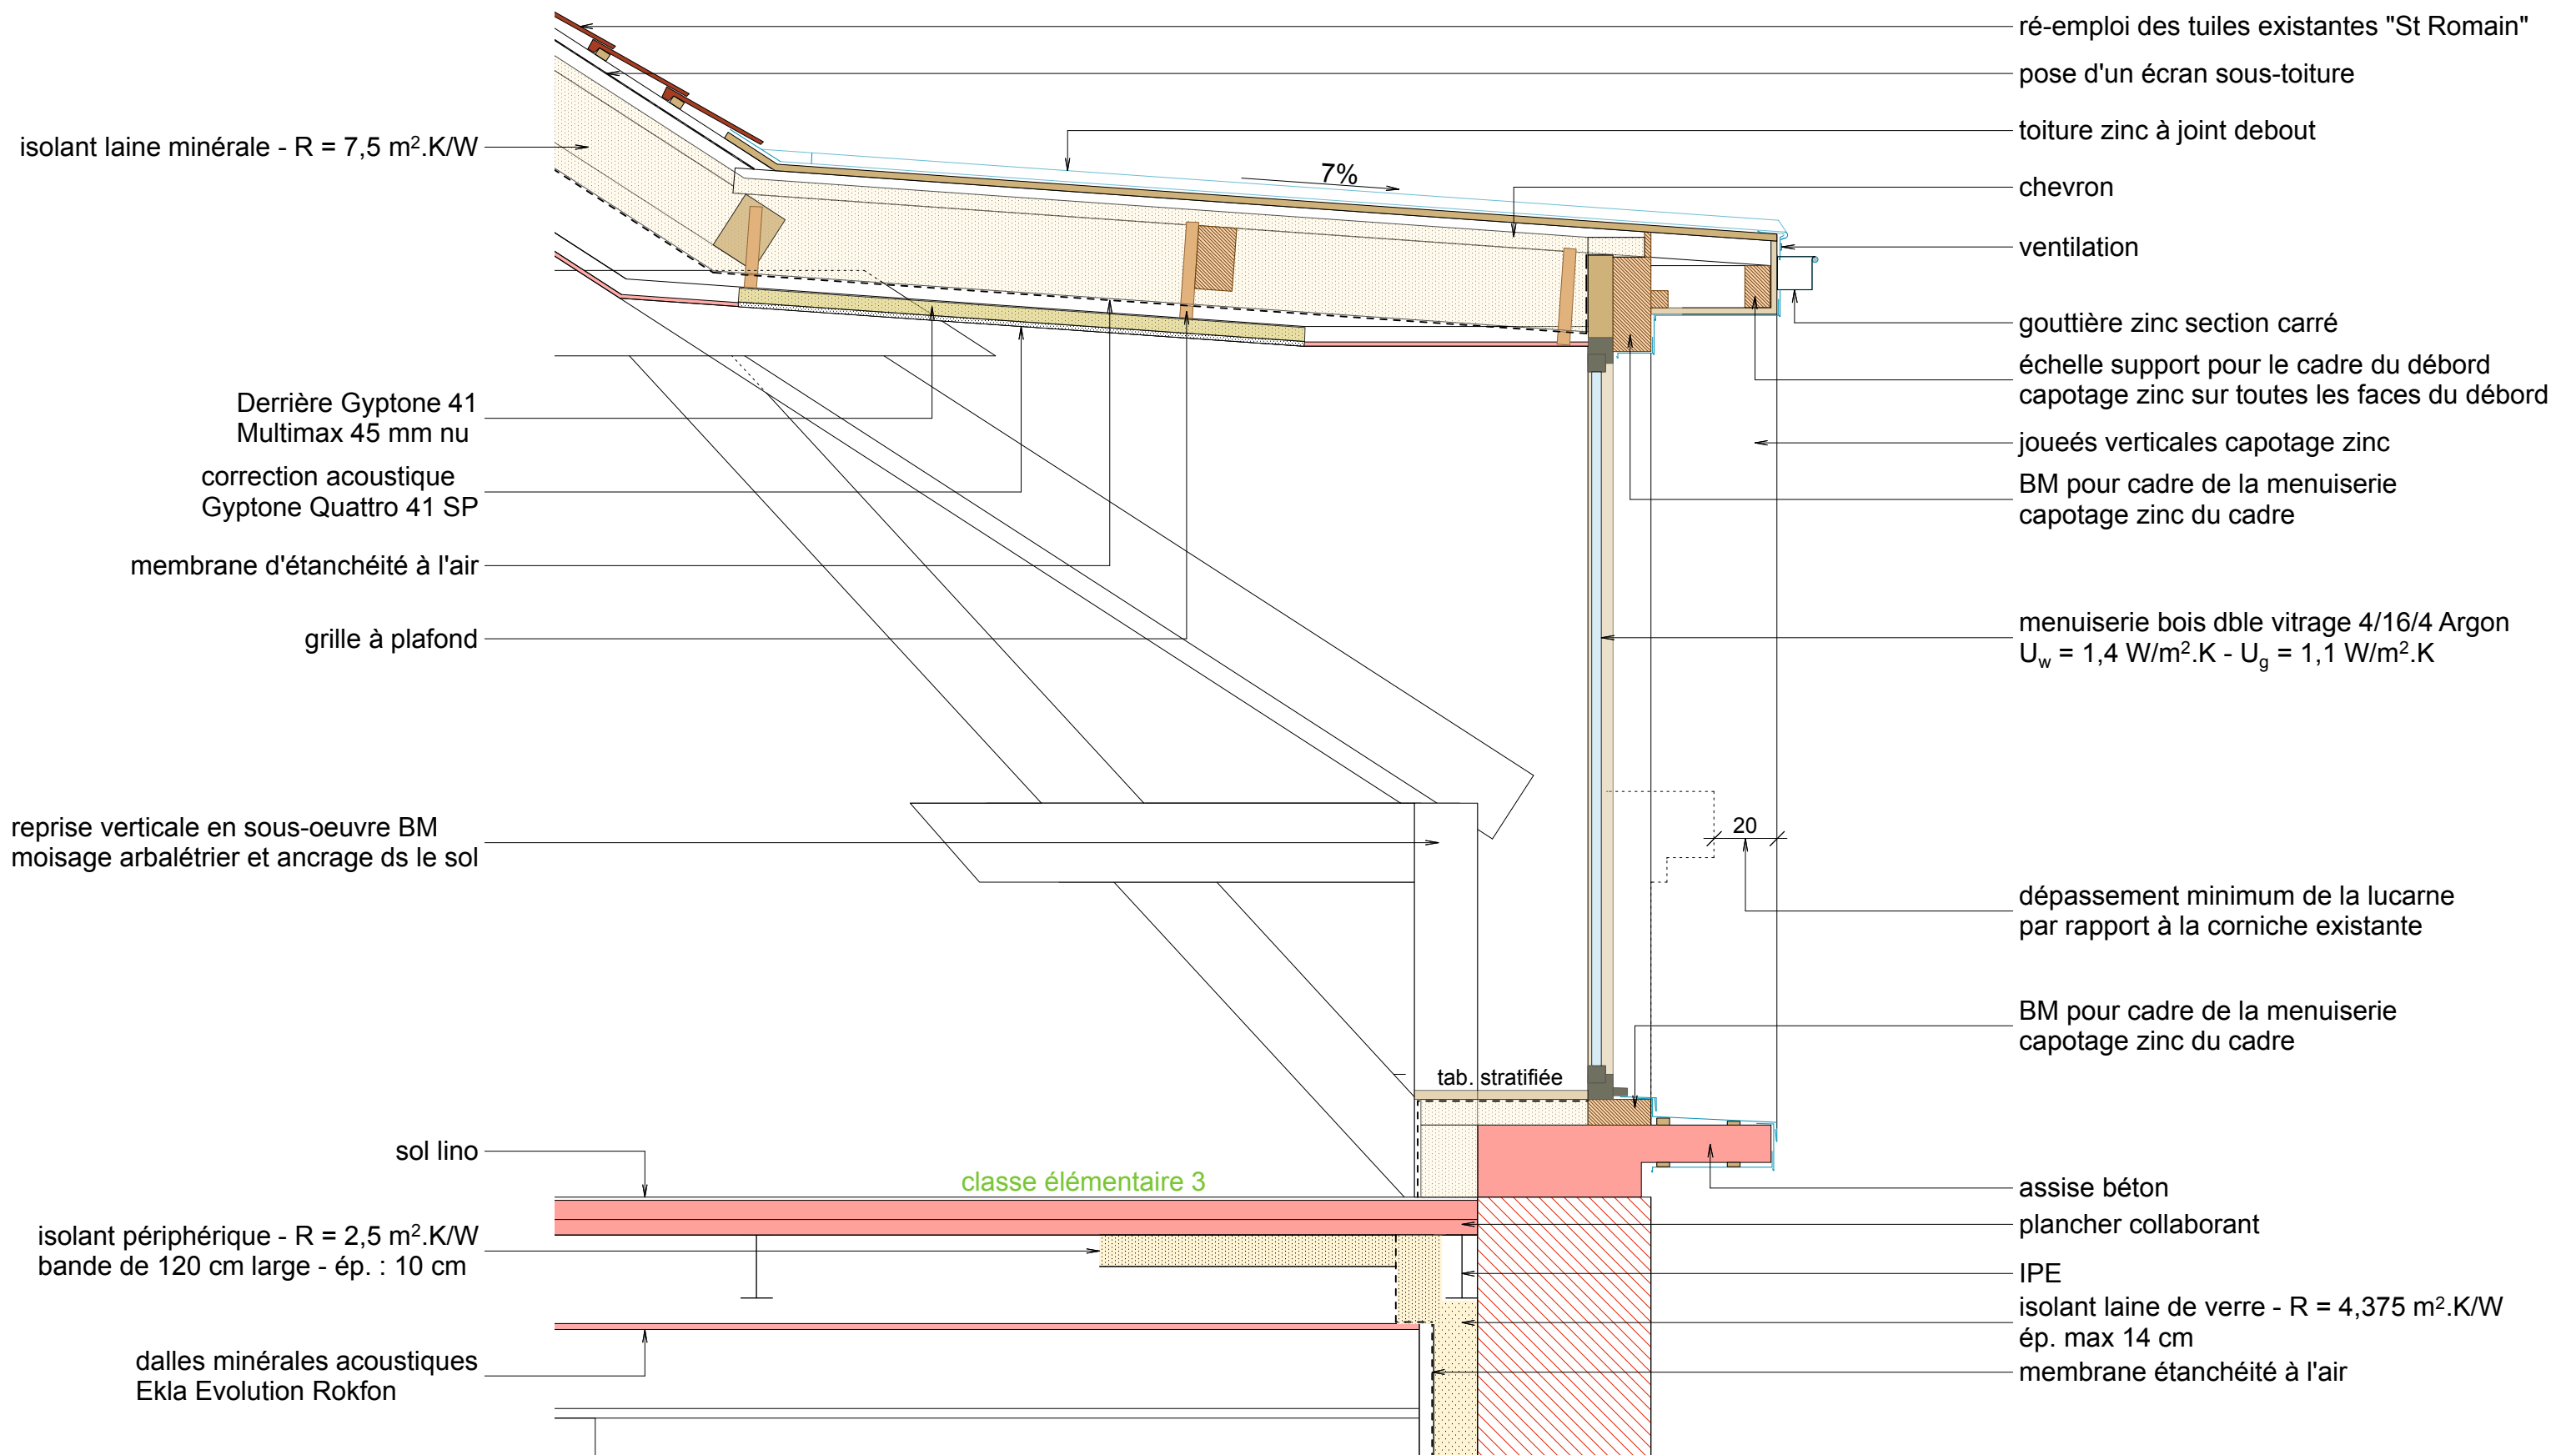 isolant laine minérale - R = 7,5 m².K/W
Derrière Gyptone 41
Multimax 45 mm nu
correction acoustique
Gyptone Quattro 41 SP
membrane d'étanchéité à l'air
grille à plafond
reprise verticale en sous-oeuvre BM
moisage arbalétrier et ancrage ds le sol
sol lino
isolant périphérique - R = 2,5 m².K/W
bande de 120 cm large - ép. : 10 cm
dalles minérales acoustiques
Ekla Evolution Rokfon
7%
20
tab. stratifiée
classe élémentaire 3
ré-emploi des tuiles existantes "St Romain"
pose d'un écran sous-toiture
toiture zinc à joint debout
chevron
ventilation
gouttière zinc section carré
échelle support pour le cadre du débord
capotage zinc sur toutes les faces du débord
joueés verticales capotage zinc
BM pour cadre de la menuiserie
capotage zinc du cadre
menuiserie bois dble vitrage 4/16/4 Argon
Uw = 1,4 W/m².K - Ug = 1,1 W/m².K
dépassement minimum de la lucarne
par rapport à la corniche existante
BM pour cadre de la menuiserie
capotage zinc du cadre
assise béton
plancher collaborant
IPE
isolant laine de verre - R = 4,375 m².K/W
ép. max 14 cm
membrane étanchéité à l'air